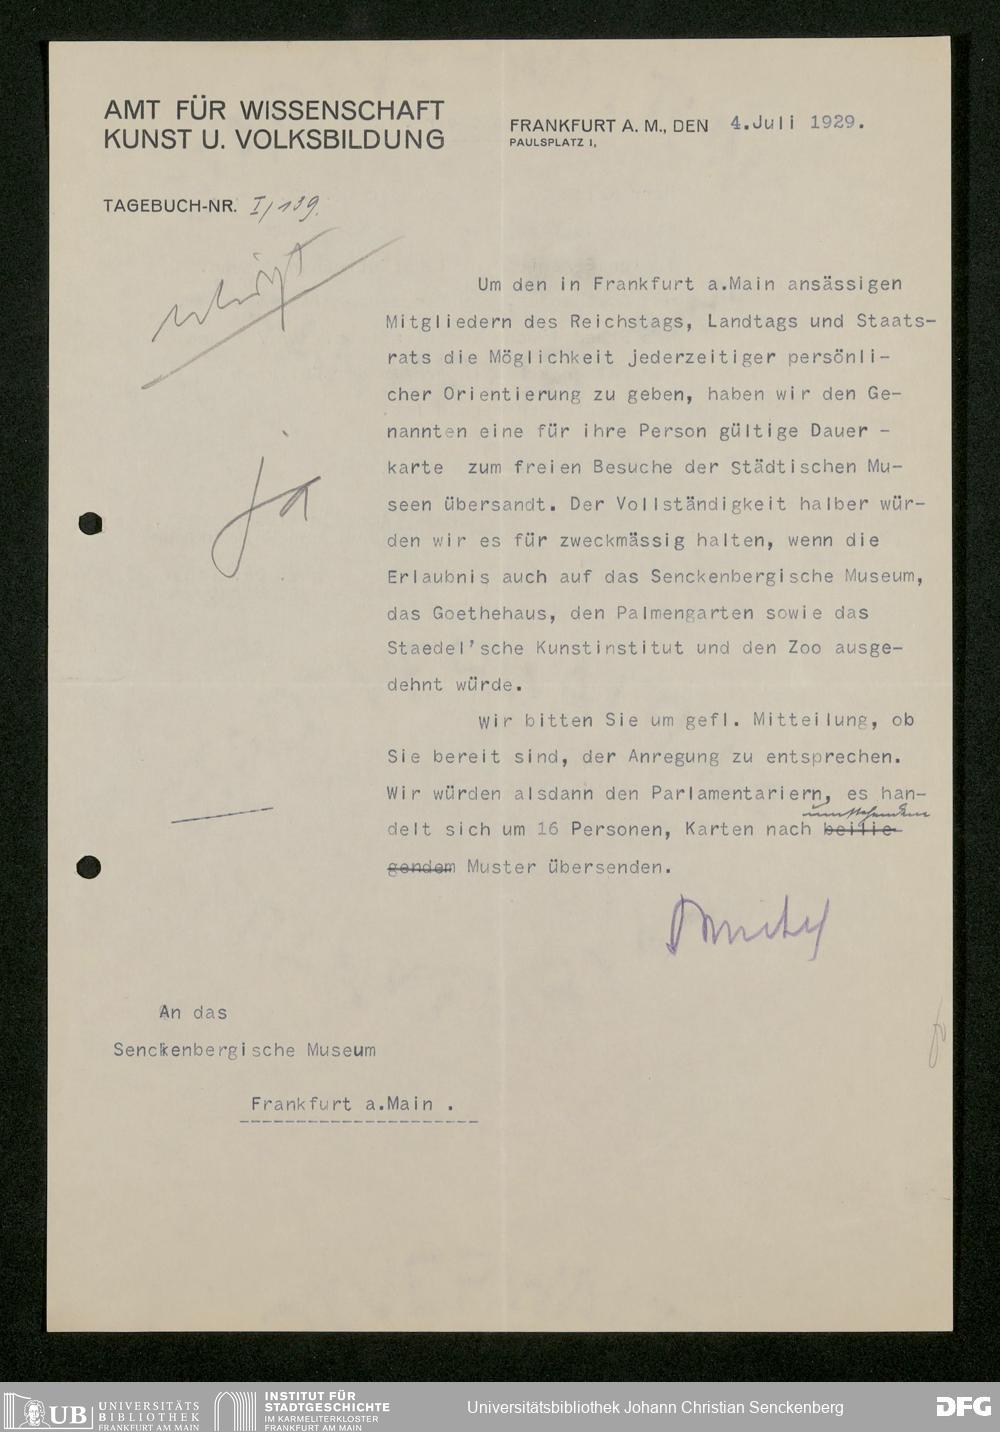 AMT FÜR WISSENSCHAFT
KUNST U. VOLKSBILDUNG
FRANKFURT A. M., DEN 4.Juli 1929.
PAULSPLATZ 1,
TAGEBUCH-NR. I/139.
Um den in Frankfurt a.Main ansässigen
Mitgliedern des Reichstags, Landtags und Staats-
rats die Möglichkeit jederzeitiger persönli-
cher Orientierung zu geben, haben wir den Ge-
nannten eine für ihre Person gültige Dauer -
karte zum freien Besuche der Städtischen Mu-
seen übersandt. Der Vollständigkeit halber wür-
den wir es für zweckmässig halten, wenn die
Erlaubnis auch auf das Senckenbergische Museum,
das Goethehaus, den Palmengarten sowie das
Staedel'sche Kunstinstitut und den Zoo ausge-
dehnt würde.
ja
Wir bitten Sie um gefl. Mitteilung, ob
Sie bereit sind, der Anregung zu entsprechen.
Wir würden alsdann den Parlamentariern, es han-
umstehendem
delt sich um 16 Personen, Karten nach beilie-
gendem Muster übersenden.
An das
Senckenbergische Museum
Frankfurt a.Main .
UB UNIVERSITÄTS
BIBLIOTHEK
FRANKFURT AM MAIN
INSTITUT FÜR
STADTGESCHICHTE
IM KARMELITERKLOSTER
FRANKFURT AM MAIN
Universitätsbibliothek Johann Christian Senckenberg
DFG